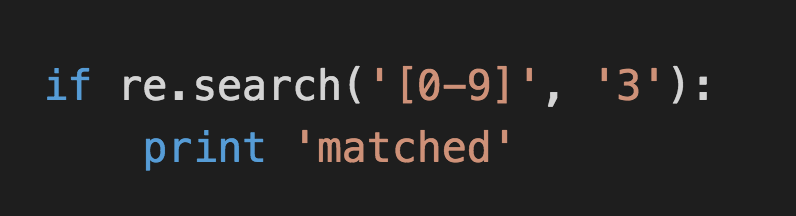 if re.search('[0-9]', '3'):
    print 'matched'